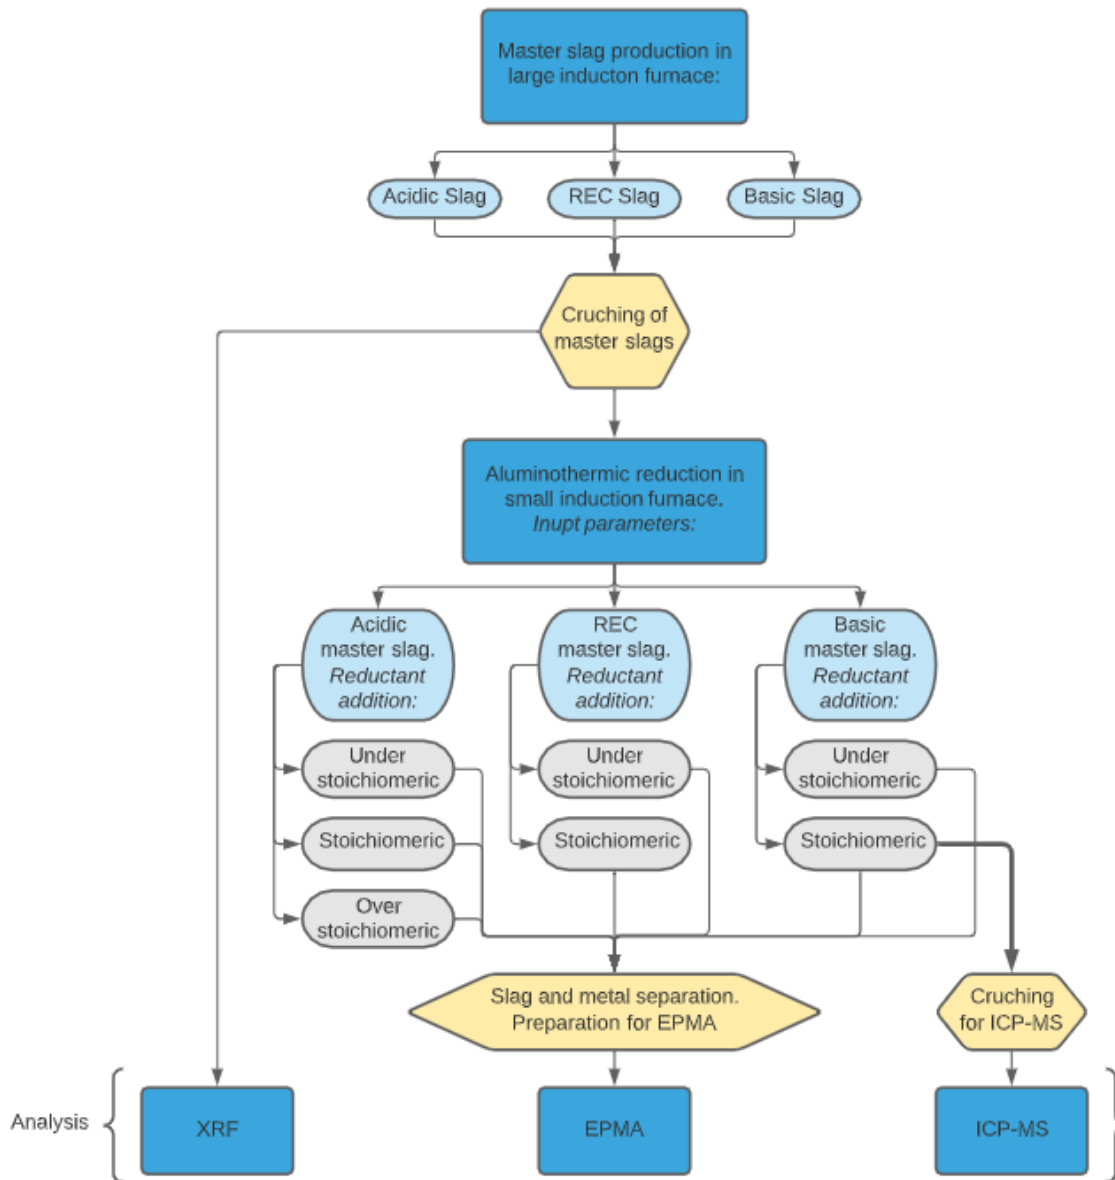 Master slag production in
large inducton furnace:
Acidic Slag
REC Slag
Basic Slag
Cruching of
master slags
Aluminothermic reduction in
small induction furnace.
Inupt parameters:
Acidic
master slag.
Reductant
addition:
REC
master slag.
Reductant
addition:
Basic
master slag.
Reductant
addition:
Under
stoichiomeric
Under
stoichiomeric
Under
stoichiomeric
Stoichiomeric
Stoichiomeric
Stoichiomeric
Over
stoichiomeric
Slag and metal separation.
Preparation for EPMA
Cruching
for ICP-MS
Analysis
XRF
EPMA
ICP-MS